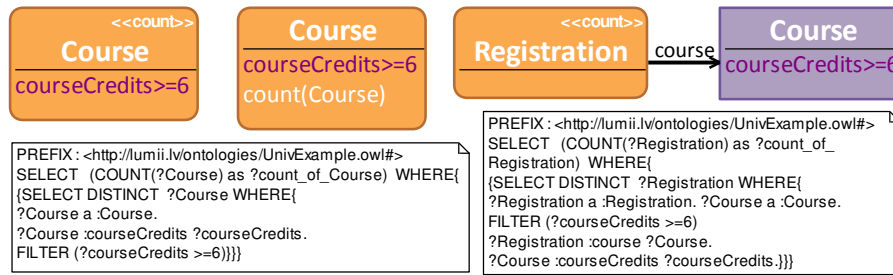 <<count>>
Course
courseCredits>=6
Course
courseCredits>=6
count(Course)
<<count>>
Registration
course
Course
courseCredits>=6
PREFIX : <http://lumii.lv/ontologies/UnivExample.owl#>
SELECT (COUNT(?Course) as ?count_of_Course) WHERE{
{SELECT DISTINCT ?Course WHERE{
?Course a :Course.
?Course :courseCredits ?courseCredits.
FILTER (?courseCredits >=6)}}}
PREFIX : <http://lumii.lv/ontologies/UnivExample.owl#>
SELECT (COUNT(?Registration) as ?count_of_
Registration) WHERE{
{SELECT DISTINCT ?Registration WHERE{
?Registration a :Registration. ?Course a :Course.
FILTER (?courseCredits >=6)
?Registration :course ?Course.
?Course :courseCredits ?courseCredits.}}}